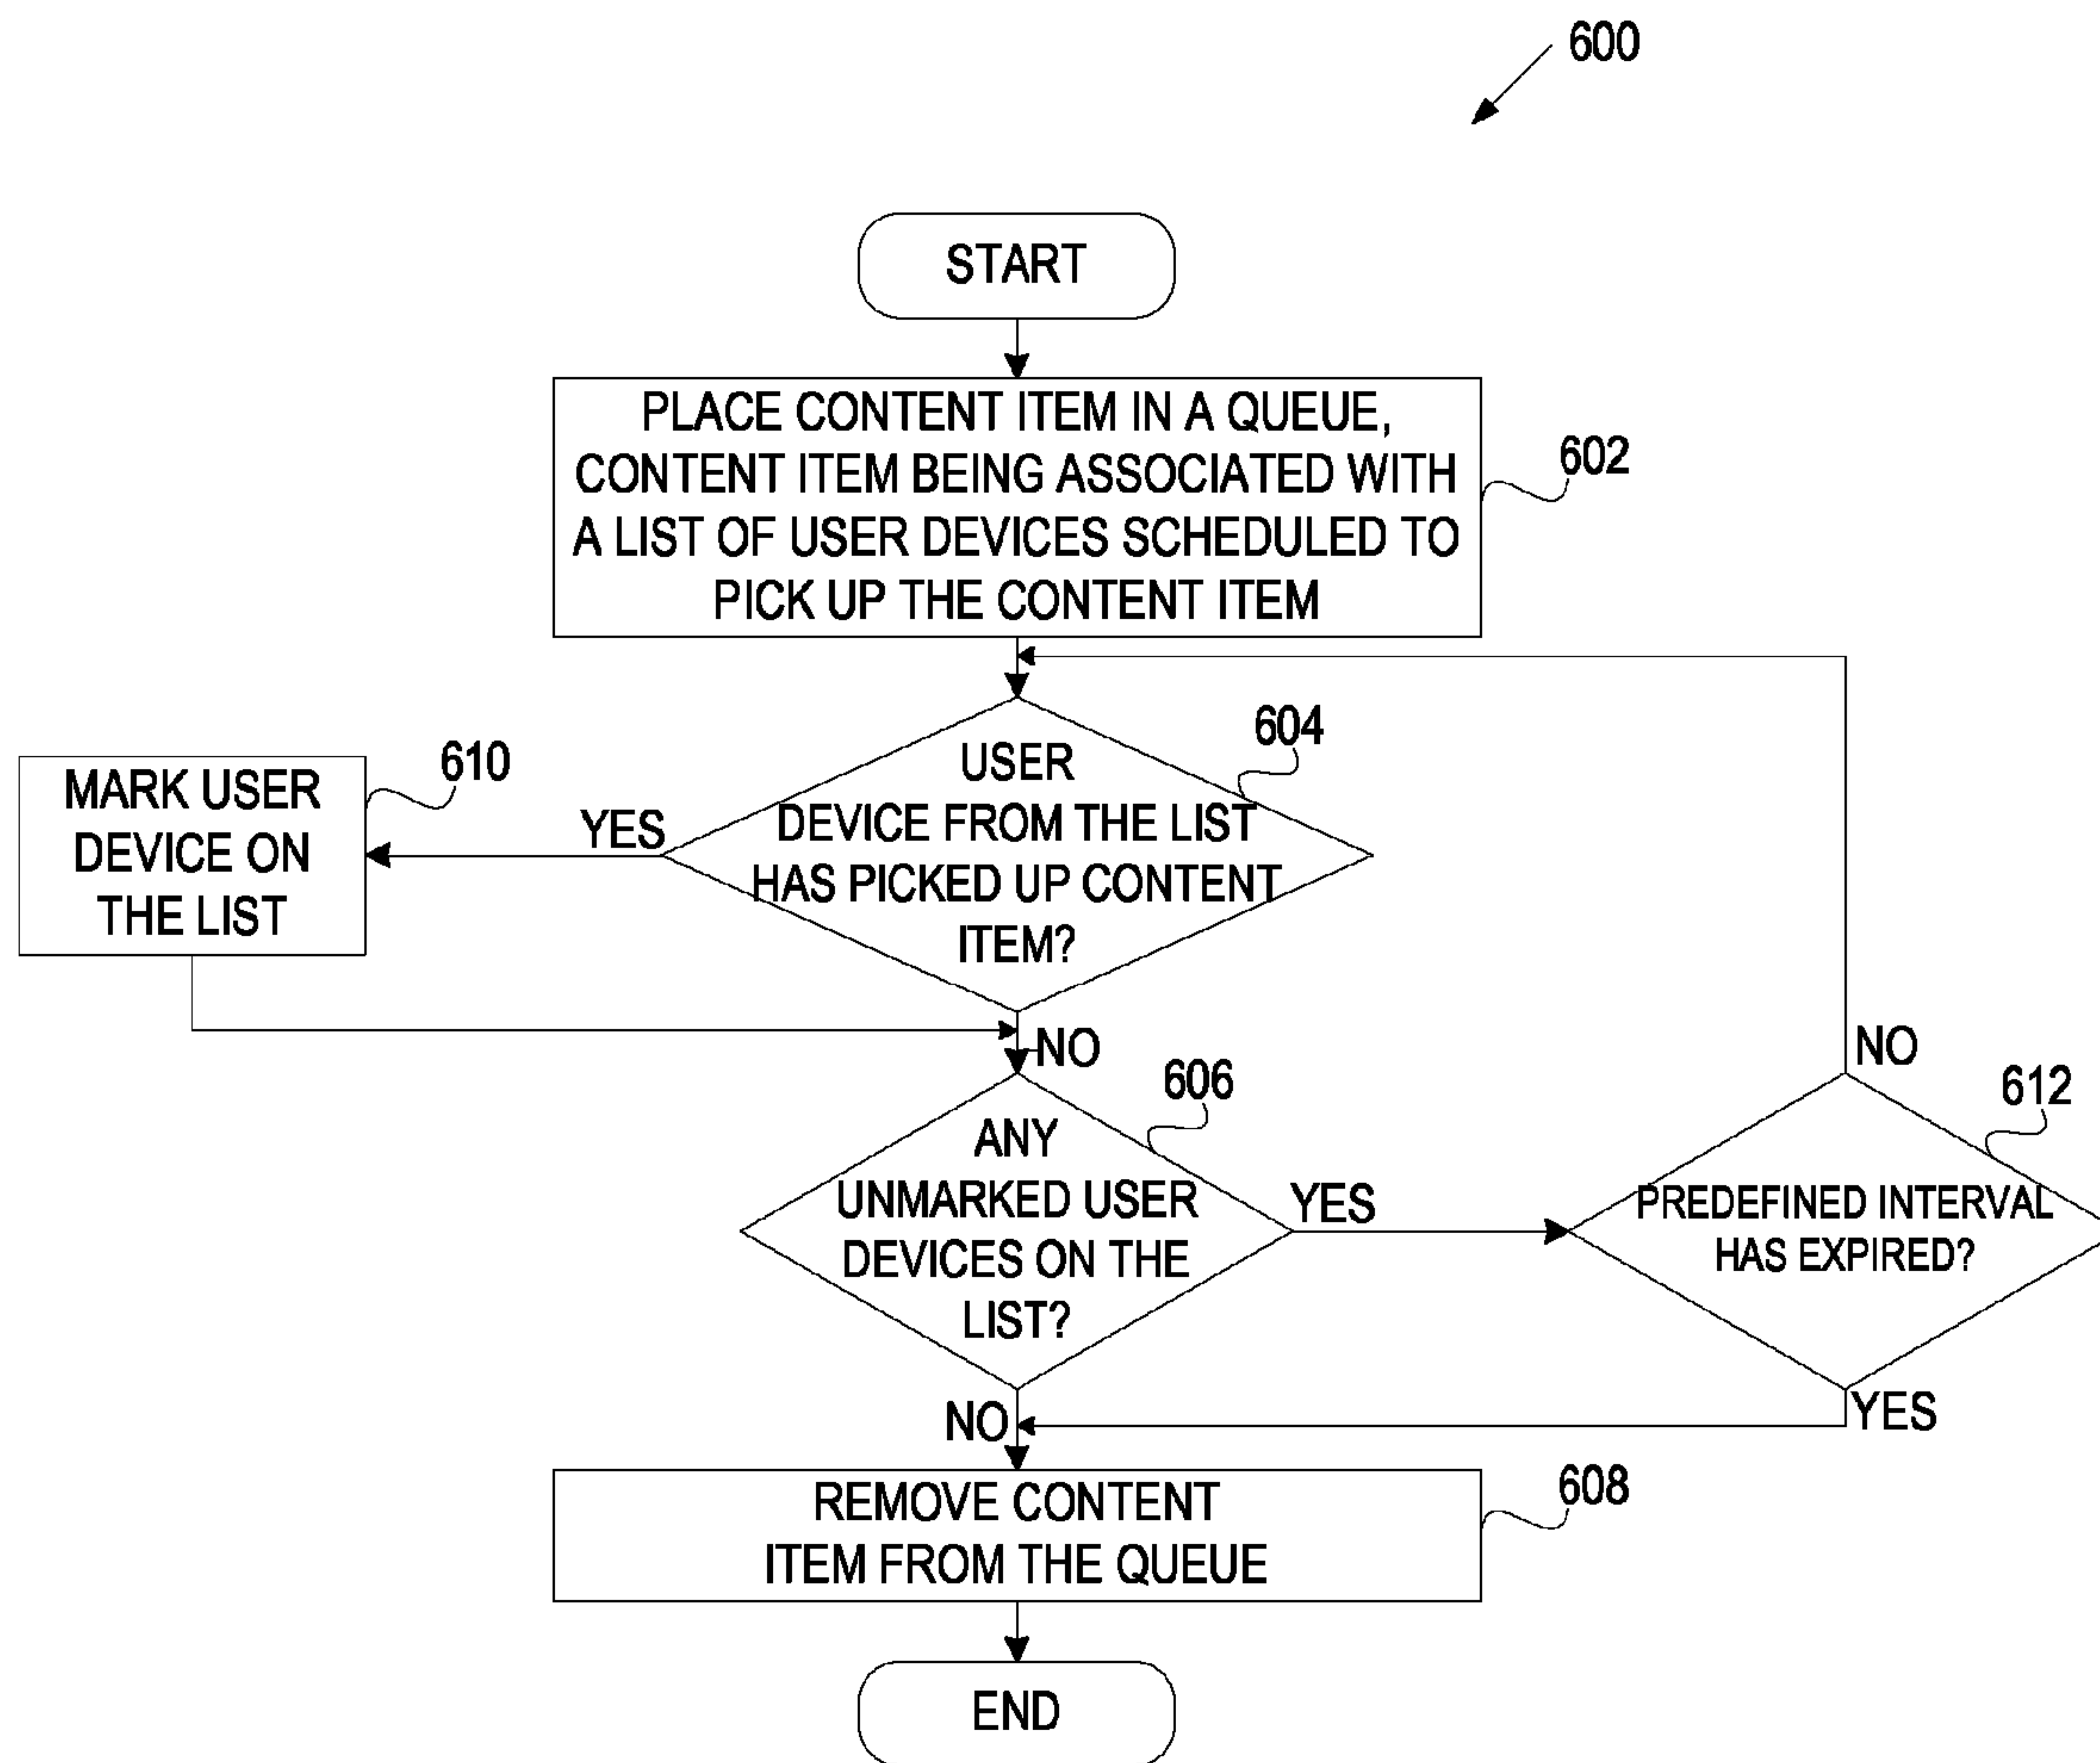 600
START
PLACE CONTENT ITEM IN A QUEUE,
CONTENT ITEM BEING ASSOCIATED WITH
A LIST OF USER DEVICES SCHEDULED TO
PICK UP THE CONTENT ITEM
602
604
USER
DEVICE FROM THE LIST
HAS PICKED UP CONTENT
ITEM?
YES
610
MARK USER
DEVICE ON
THE LIST
NO
606
ANY
UNMARKED USER
DEVICES ON THE
LIST?
YES
NO
612
PREDEFINED INTERVAL
HAS EXPIRED?
NO
YES
608
REMOVE CONTENT
ITEM FROM THE QUEUE
END